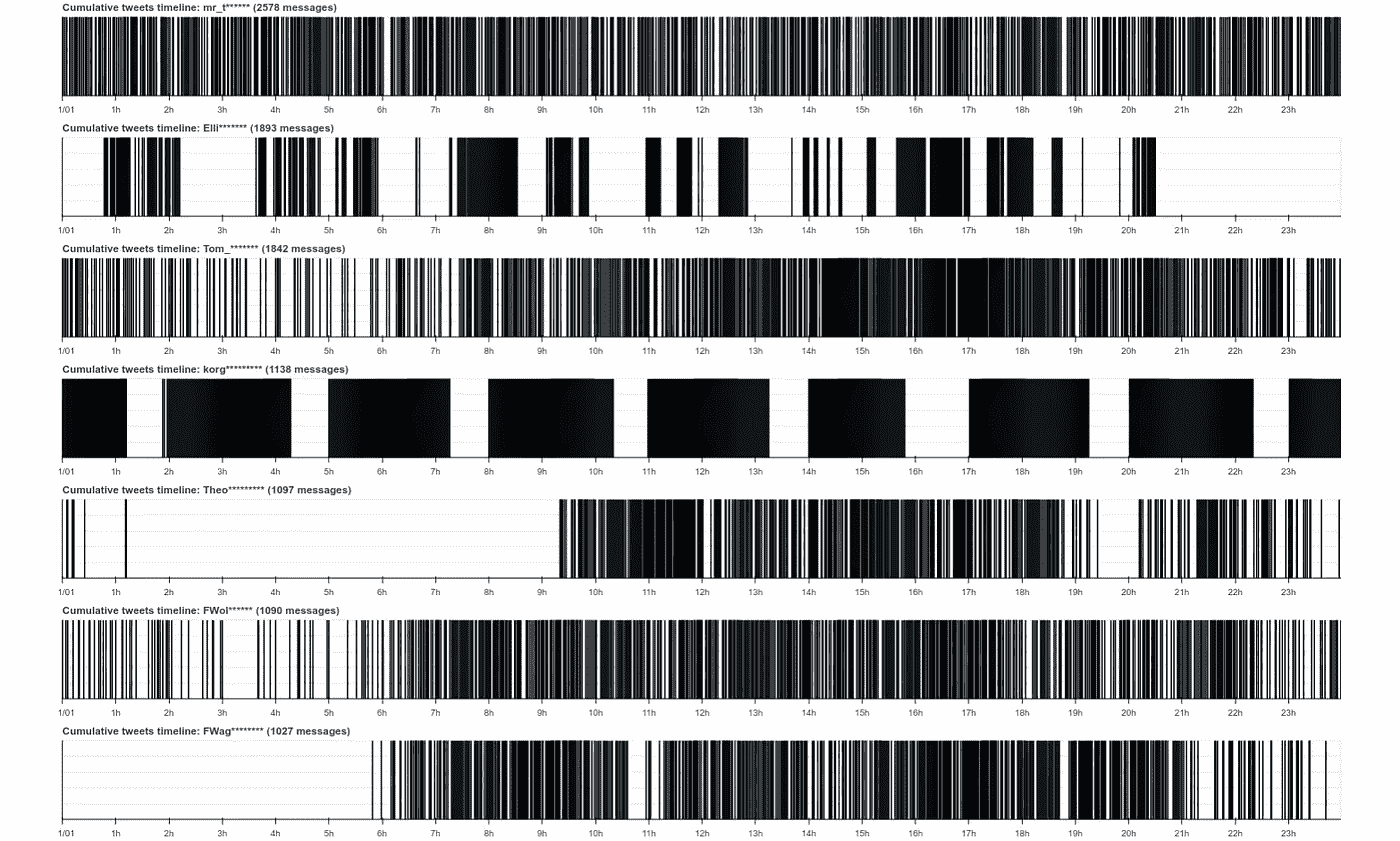 Cumulative tweets timeline: mr_t****** (2578 messages)
1/01 1h 2h 3h 4h 5h 6h 7h 8h 9h 10h 11h 12h 13h 14h 15h 16h 17h 18h 19h 20h 21h 22h 23h
Cumulative tweets timeline: Elli******* (1893 messages)
1/01 1h 2h 3h 4h 5h 6h 7h 8h 9h 10h 11h 12h 13h 14h 15h 16h 17h 18h 19h 20h 21h 22h 23h
Cumulative tweets timeline: Tom_******* (1842 messages)
1/01 1h 2h 3h 4h 5h 6h 7h 8h 9h 10h 11h 12h 13h 14h 15h 16h 17h 18h 19h 20h 21h 22h 23h
Cumulative tweets timeline: korg********* (1138 messages)
1/01 1h 2h 3h 4h 5h 6h 7h 8h 9h 10h 11h 12h 13h 14h 15h 16h 17h 18h 19h 20h 21h 22h 23h
Cumulative tweets timeline: Theo********* (1097 messages)
1/01 1h 2h 3h 4h 5h 6h 7h 8h 9h 10h 11h 12h 13h 14h 15h 16h 17h 18h 19h 20h 21h 22h 23h
Cumulative tweets timeline: FWol****** (1090 messages)
1/01 1h 2h 3h 4h 5h 6h 7h 8h 9h 10h 11h 12h 13h 14h 15h 16h 17h 18h 19h 20h 21h 22h 23h
Cumulative tweets timeline: FWag******** (1027 messages)
1/01 1h 2h 3h 4h 5h 6h 7h 8h 9h 10h 11h 12h 13h 14h 15h 16h 17h 18h 19h 20h 21h 22h 23h